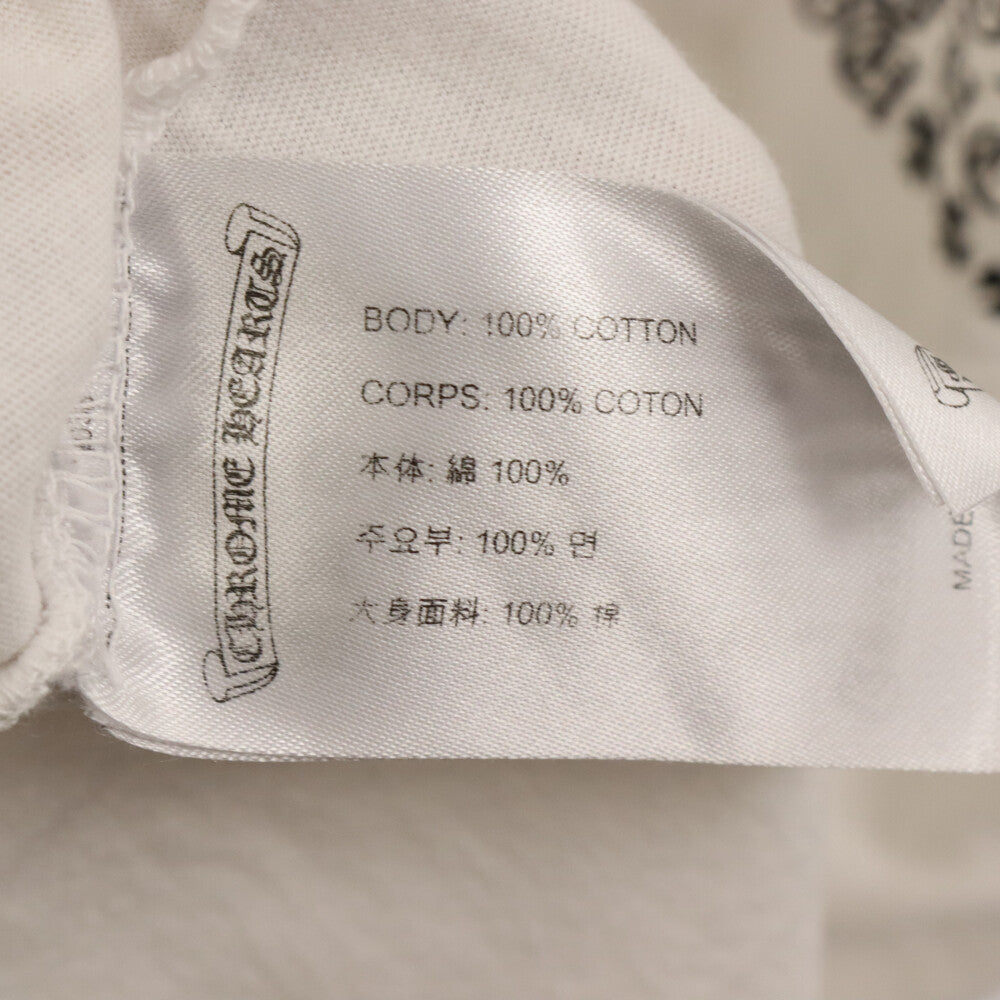 CHROME HEARTS
BODY: 100% COTTON
CORPS: 100% COTON
本体: 綿 100%
주요부: 100% 면
大身面料: 100% 棉
MADE